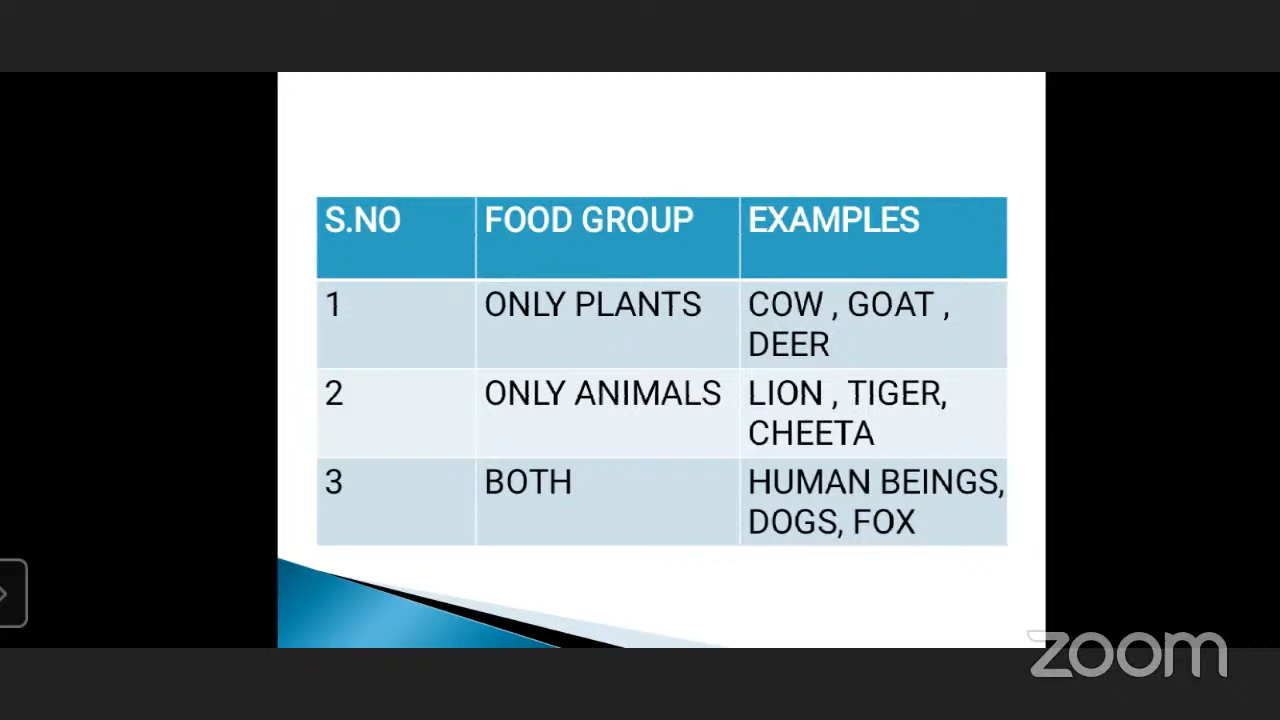 S.NO FOOD GROUP EXAMPLES
1 ONLY PLANTS COW , GOAT ,
DEER
2 ONLY ANIMALS LION , TIGER,
CHEETA
3 BOTH HUMAN BEINGS,
DOGS, FOX
zoom